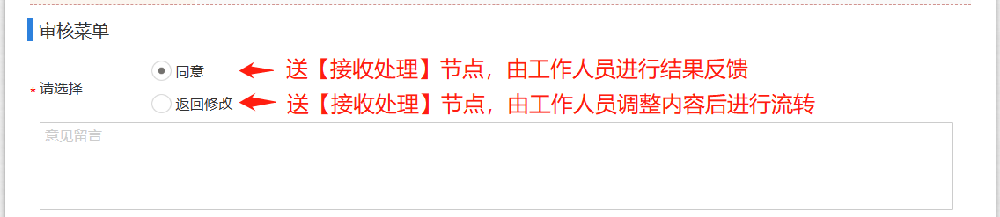 审核菜单
同意 送【接收处理】节点，由工作人员进行结果反馈
* 请选择
返回修改 送【接收处理】节点，由工作人员调整内容后进行流转
意见留言